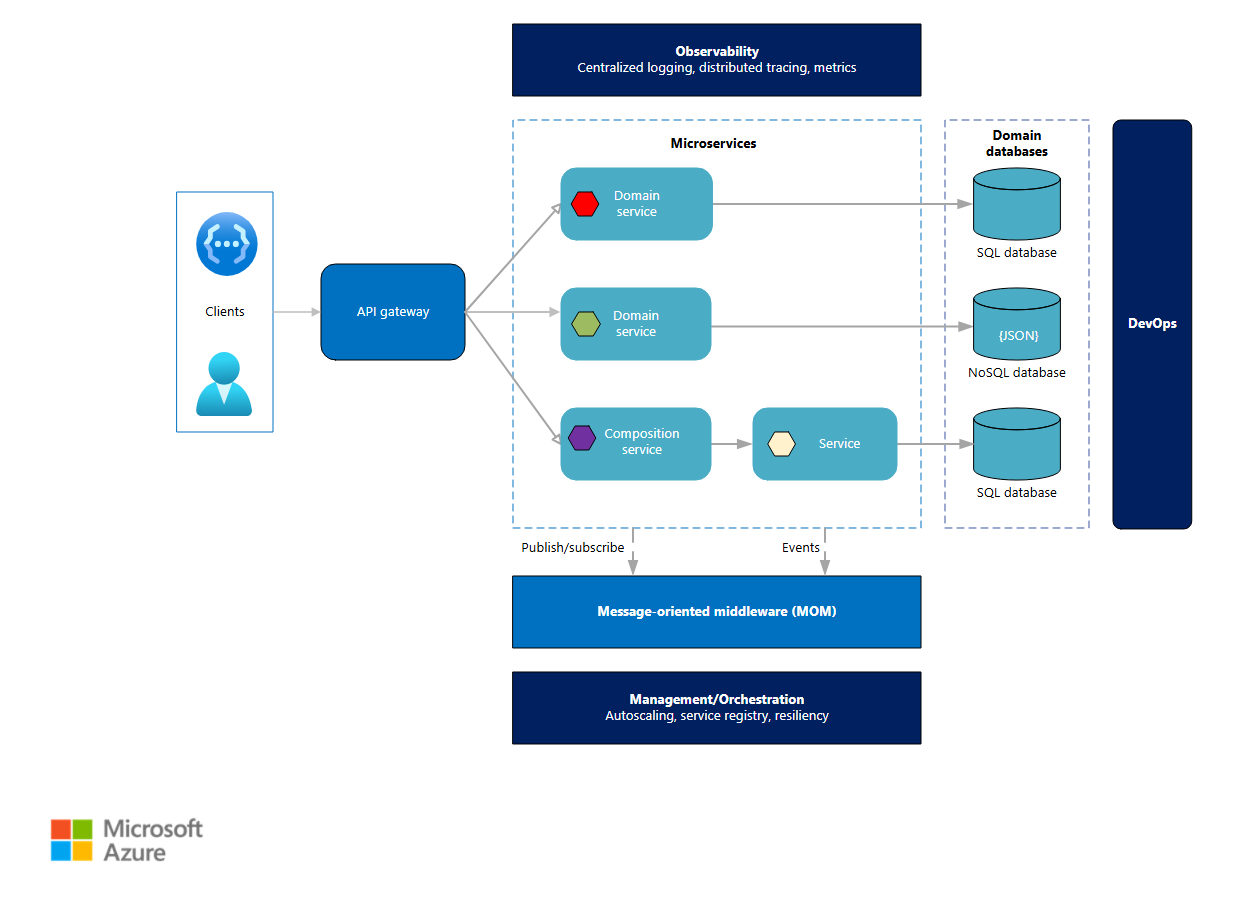 Observability
Centralized logging, distributed tracing, metrics
Microservices
Domain
databases
Domain
service
SQL database
Clients
API gateway
Domain
service
{JSON}
NoSQL database
DevOps
Composition
service
Service
SQL database
Publish/subscribe
Events
Message-oriented middleware (MOM)
Management/Orchestration
Autoscaling, service registry, resiliency
Microsoft
Azure